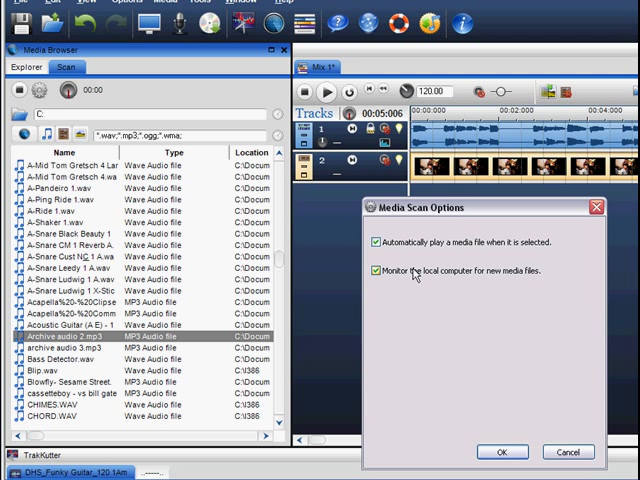 File Edit View Options Media Tools Window Help
Media Browser
Explorer Scan
Mix 1*
00:00
120.00
C:
Tracks 00:05:006
00:00:000 00:02:000 00:04:000
*.wav;*.mp3;*.ogg;*.wma;
1
2
Name Type Location
A-Mid Tom Gretsch 4 Lar Wave Audio file C:\Docum
A-Mid Tom Gretsch 4.wa Wave Audio file C:\Docum
A-Pandeiro 1.wav Wave Audio file C:\Docum
A-Ping Ride 1.wav Wave Audio file C:\Docum
A-Ride 1.wav Wave Audio file C:\Docum
A-Shaker 1.wav Wave Audio file C:\Docum
A-Snare Black Beauty 1 Wave Audio file C:\Docum
A-Snare CM 1 Reverb A. Wave Audio file C:\Docum
A-Snare Cust NC 1 A.wa Wave Audio file C:\Docum
A-Snare Leedy 1 A.wav Wave Audio file C:\Docum
A-Snare Ludwig 1 A.wav Wave Audio file C:\Docum
A-Snare Ludwig 1 X-Stic Wave Audio file C:\Docum
Acapella%20-%20Clipse MP3 Audio file C:\Docum
Acapella%20-%20Comm MP3 Audio file C:\Docum
Acoustic Guitar (A E) - 1 Wave Audio file C:\Docum
Archive audio 2.mp3 MP3 Audio file C:\Docum
archive audio 3.mp3 MP3 Audio file C:\Docum
Bass Detector.wav Wave Audio file C:\Docum
Blip.wav Wave Audio file C:\I386
Blowfly- Sesame Street. MP3 Audio file C:\Docum
cassetteboy - vs bill gate MP3 Audio file C:\Docum
CHIMES.WAV Wave Audio file C:\I386
CHORD.WAV Wave Audio file C:\I386
Media Scan Options
Automatically play a media file when it is selected.
Monitor the local computer for new media files.
OK Cancel
TrakKutter
DHS_Funky Guitar_120 1Am ..-----..